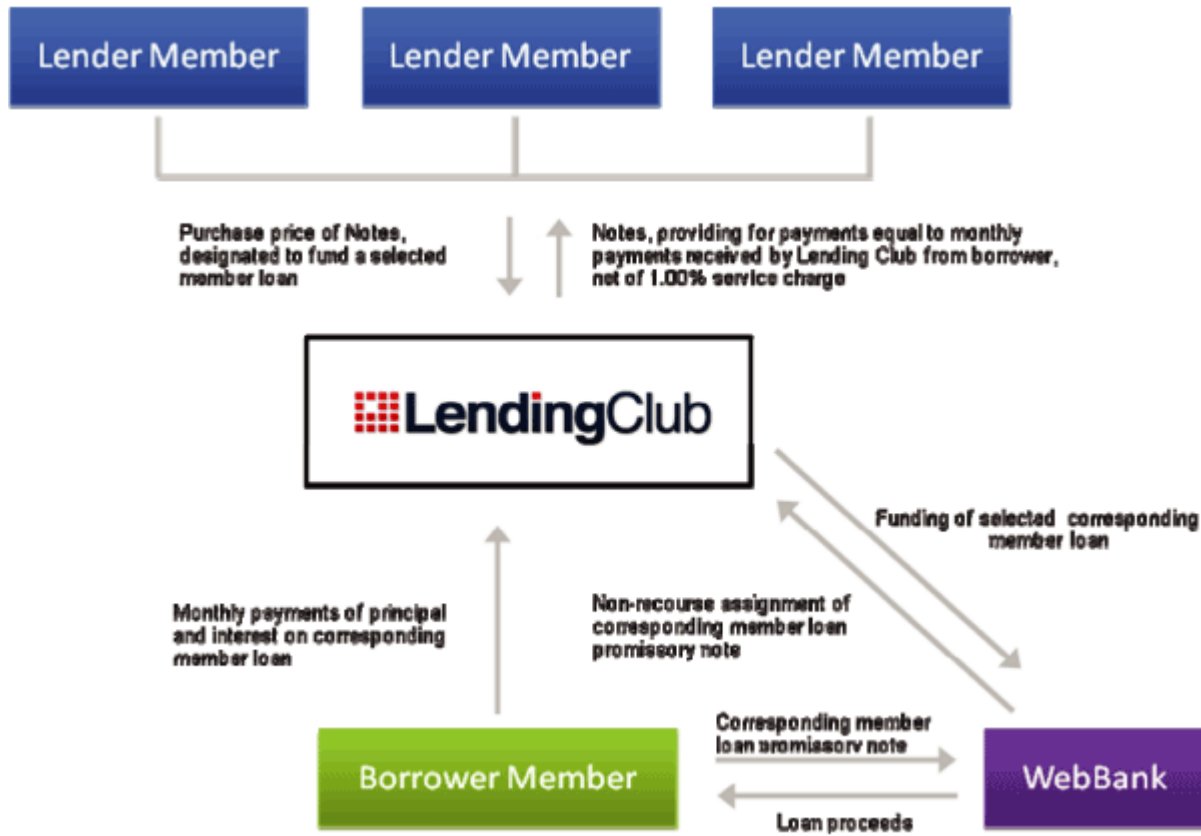 Lender Member
Lender Member
Lender Member
Purchase price of Notes,
designated to fund a selected
member loan
Notes, providing for payments equal to monthly
payments received by Lending Club from borrower,
net of 1.00% service charge
LendingClub
Funding of selected corresponding
member loan
Monthly payments of principal
and interest on corresponding
member loan
Non-recourse assignment of
corresponding member loan
promissory note
Corresponding member
loan promissory note
Borrower Member
WebBank
Loan proceeds